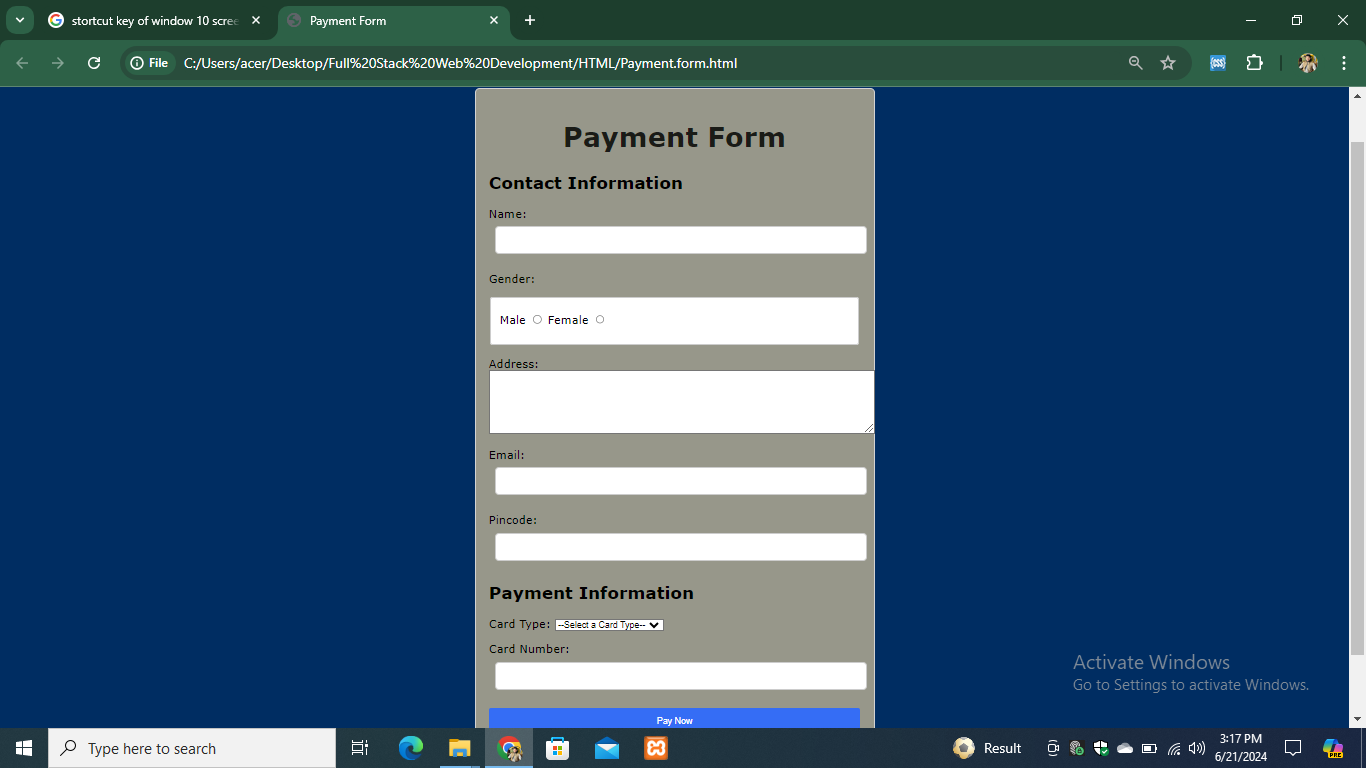 stortcut key of window 10 scree
Payment Form
File
C:/Users/acer/Desktop/Full%20Stack%20Web%20Development/HTML/Payment.form.html
Payment Form
Contact Information
Name:
Gender:
Male Female
Address:
Email:
Pincode:
Payment Information
Card Type: --Select a Card Type--
Card Number:
Pay Now
Activate Windows
Go to Settings to activate Windows.
Type here to search
Result
3:17 PM
6/21/2024
PRE